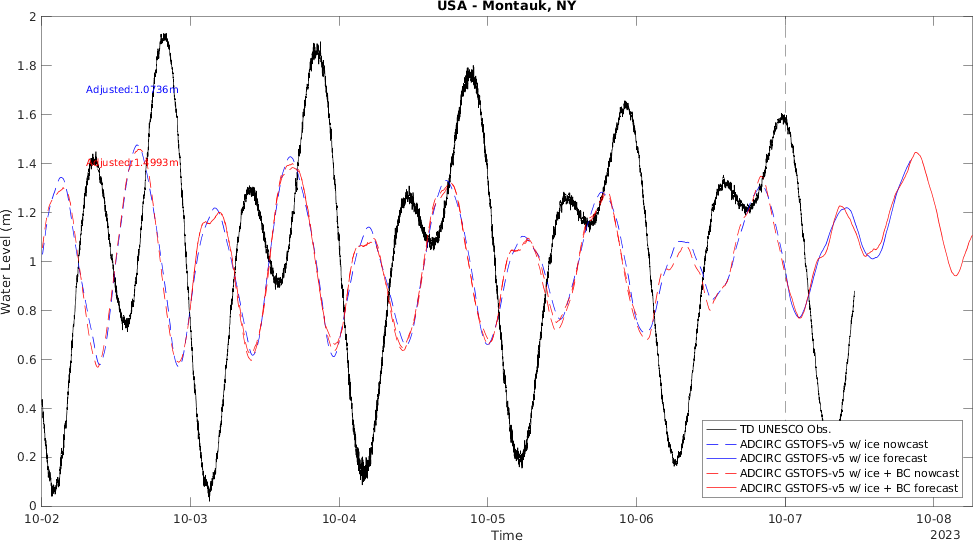 USA - Montauk, NY
2
1.8
1.6
1.4
1.2
1
0.8
0.6
0.4
0.2
0
Water Level (m)
Adjusted:1.0736m
Adjusted:1.4993m
TD UNESCO Obs.
ADCIRC GSTOFS-v5 w/ ice nowcast
ADCIRC GSTOFS-v5 w/ ice forecast
ADCIRC GSTOFS-v5 w/ ice + BC nowcast
ADCIRC GSTOFS-v5 w/ ice + BC forecast
10-02 10-03 10-04 10-05 10-06 10-07 10-08
Time
2023